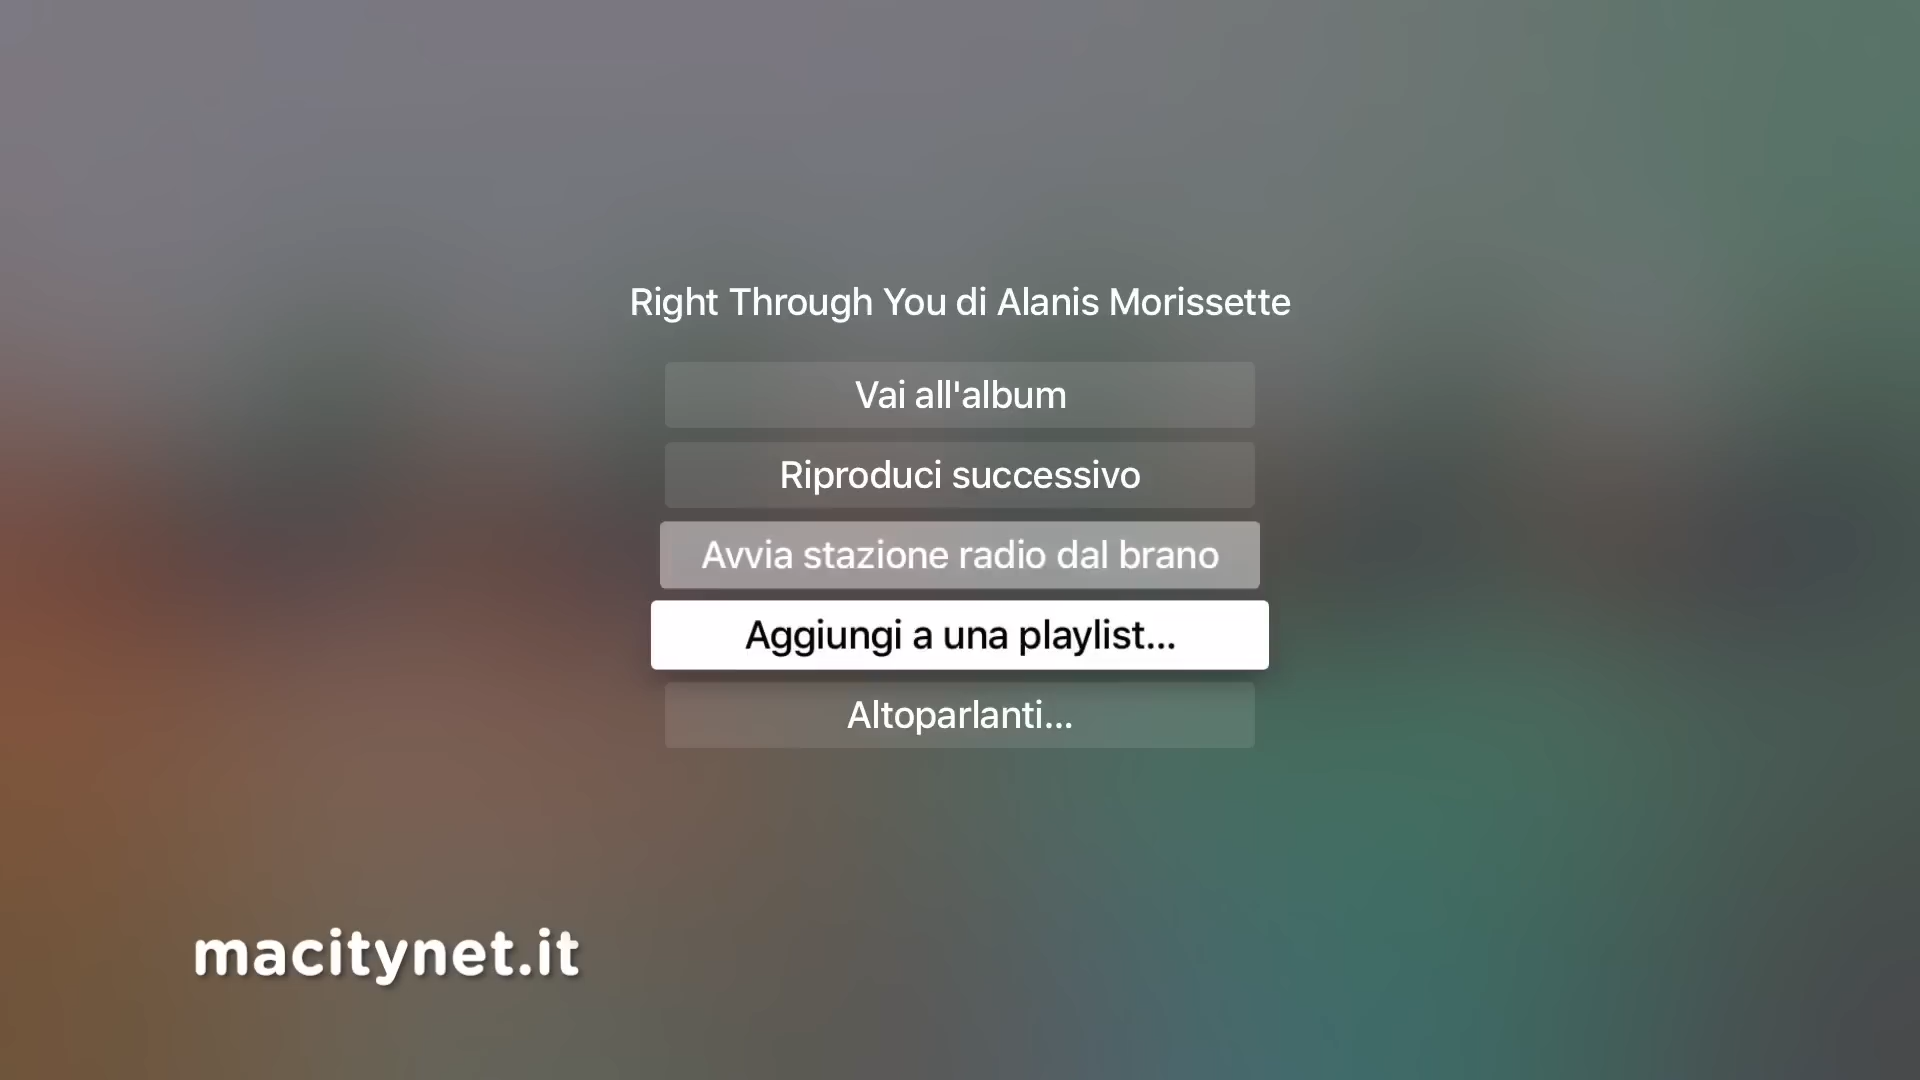 Right Through You di Alanis Morissette
Vai all'album
Riproduci successivo
Avvia stazione radio dal brano
Aggiungi a una playlist...
Altoparlanti...
macitynet.it